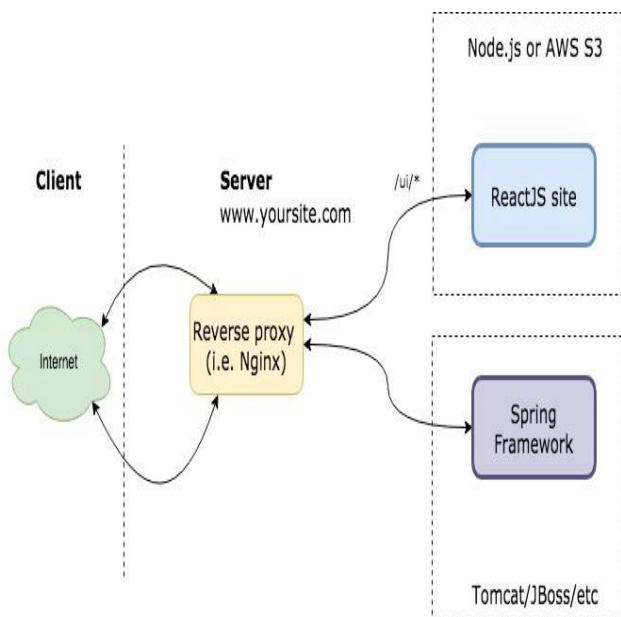 Node.js or AWS S3
Client
Server
www.yoursite.com
/ui/*
ReactJS site
Internet
Reverse proxy
(i.e. Nginx)
Spring
Framework
Tomcat/JBoss/etc